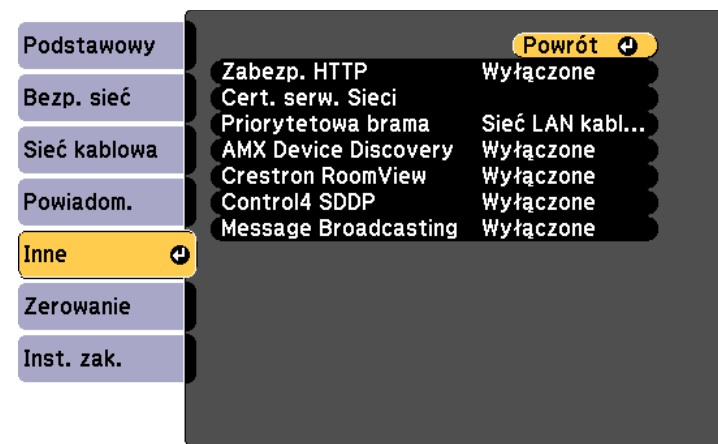 Podstawowy
Bezp. sieć
Sieć kablowa
Powiadom.
Inne
Zerowanie
Inst. zak.
Powrót
Zabezp. HTTP Wyłączone
Cert. serw. Sieci
Priorytetowa brama Sieć LAN kabl...
AMX Device Discovery Wyłączone
Crestron RoomView Wyłączone
Control4 SDDP Wyłączone
Message Broadcasting Wyłączone